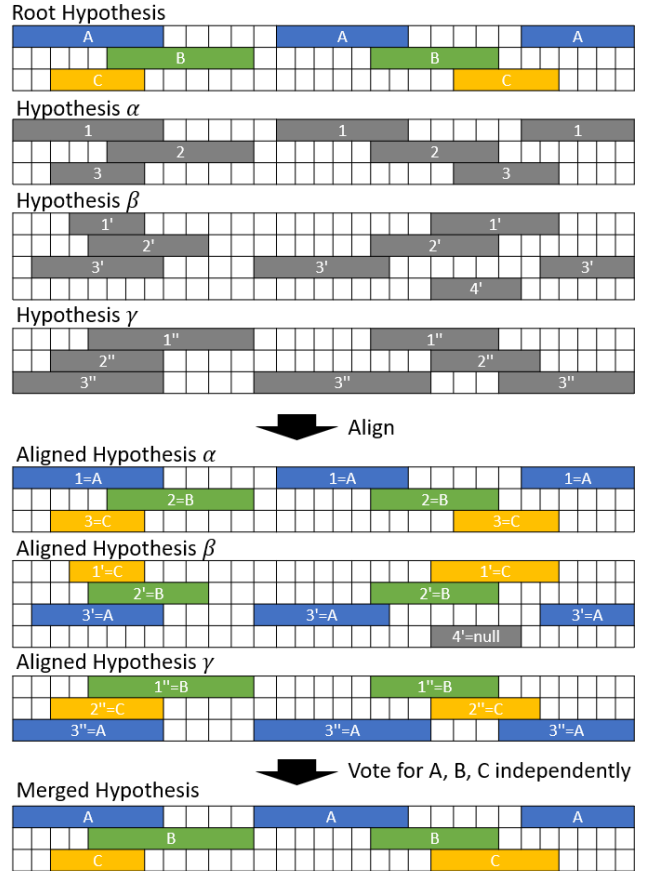 Root Hypothesis
A A A
B B
C C
Hypothesis α
1 1 1
2 2
3 3
Hypothesis β
1' 1'
2' 2'
3' 3' 3'
4'
Hypothesis γ
1'' 1''
2'' 2''
3'' 3'' 3''
Align
Aligned Hypothesis α
1=A 1=A 1=A
2=B 2=B
3=C 3=C
Aligned Hypothesis β
1'=C 1'=C
2'=B 2'=B
3'=A 3'=A 3'=A
4'=null
Aligned Hypothesis γ
1''=B 1''=B
2''=C 2''=C
3''=A 3''=A 3''=A
Vote for A, B, C independently
Merged Hypothesis
A A A
B B
C C